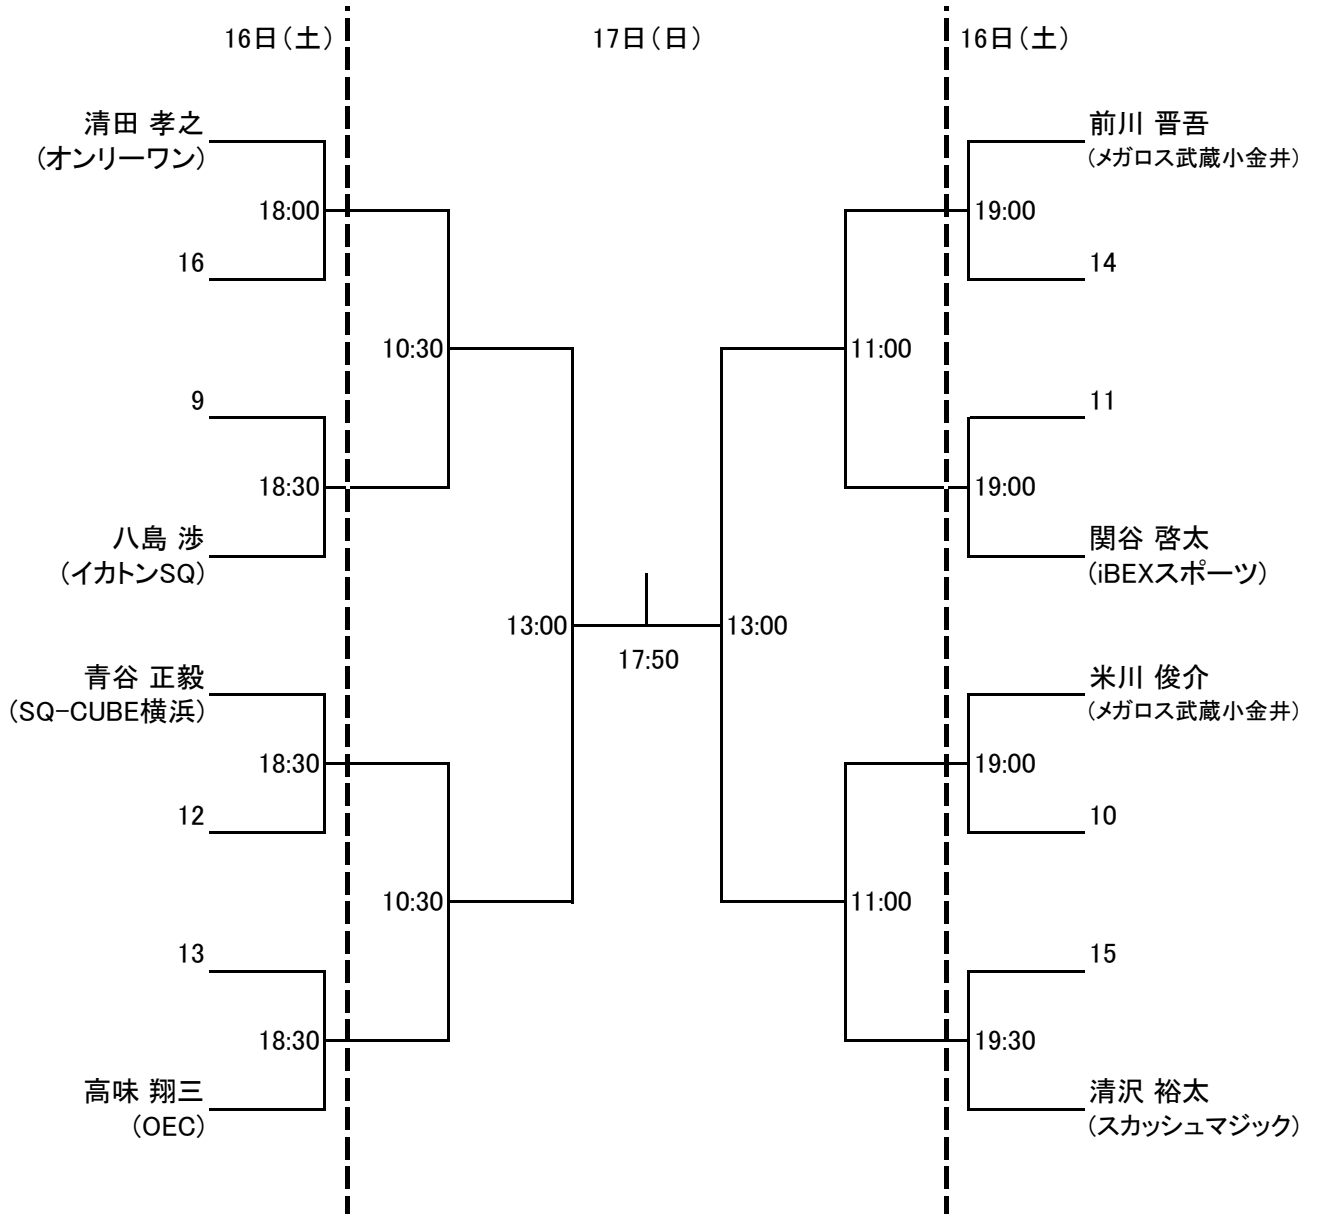 16日（土）
17日（日）
16日（土）
清田 孝之
（オンリーワン）
18:00
16
10:30
9
18:30
八島 渉
（イカトンSQ）
13:00
青谷 正毅
（SQ-CUBE横浜）
18:30
12
10:30
13
18:30
高味 翔三
（OEC）
17:50
前川 晋吾
（メガロス武蔵小金井）
19:00
14
11:00
11
19:00
関谷 啓太
（iBEXスポーツ）
13:00
米川 俊介
（メガロス武蔵小金井）
19:00
10
11:00
15
19:30
清沢 裕太
（スカッシュマジック）